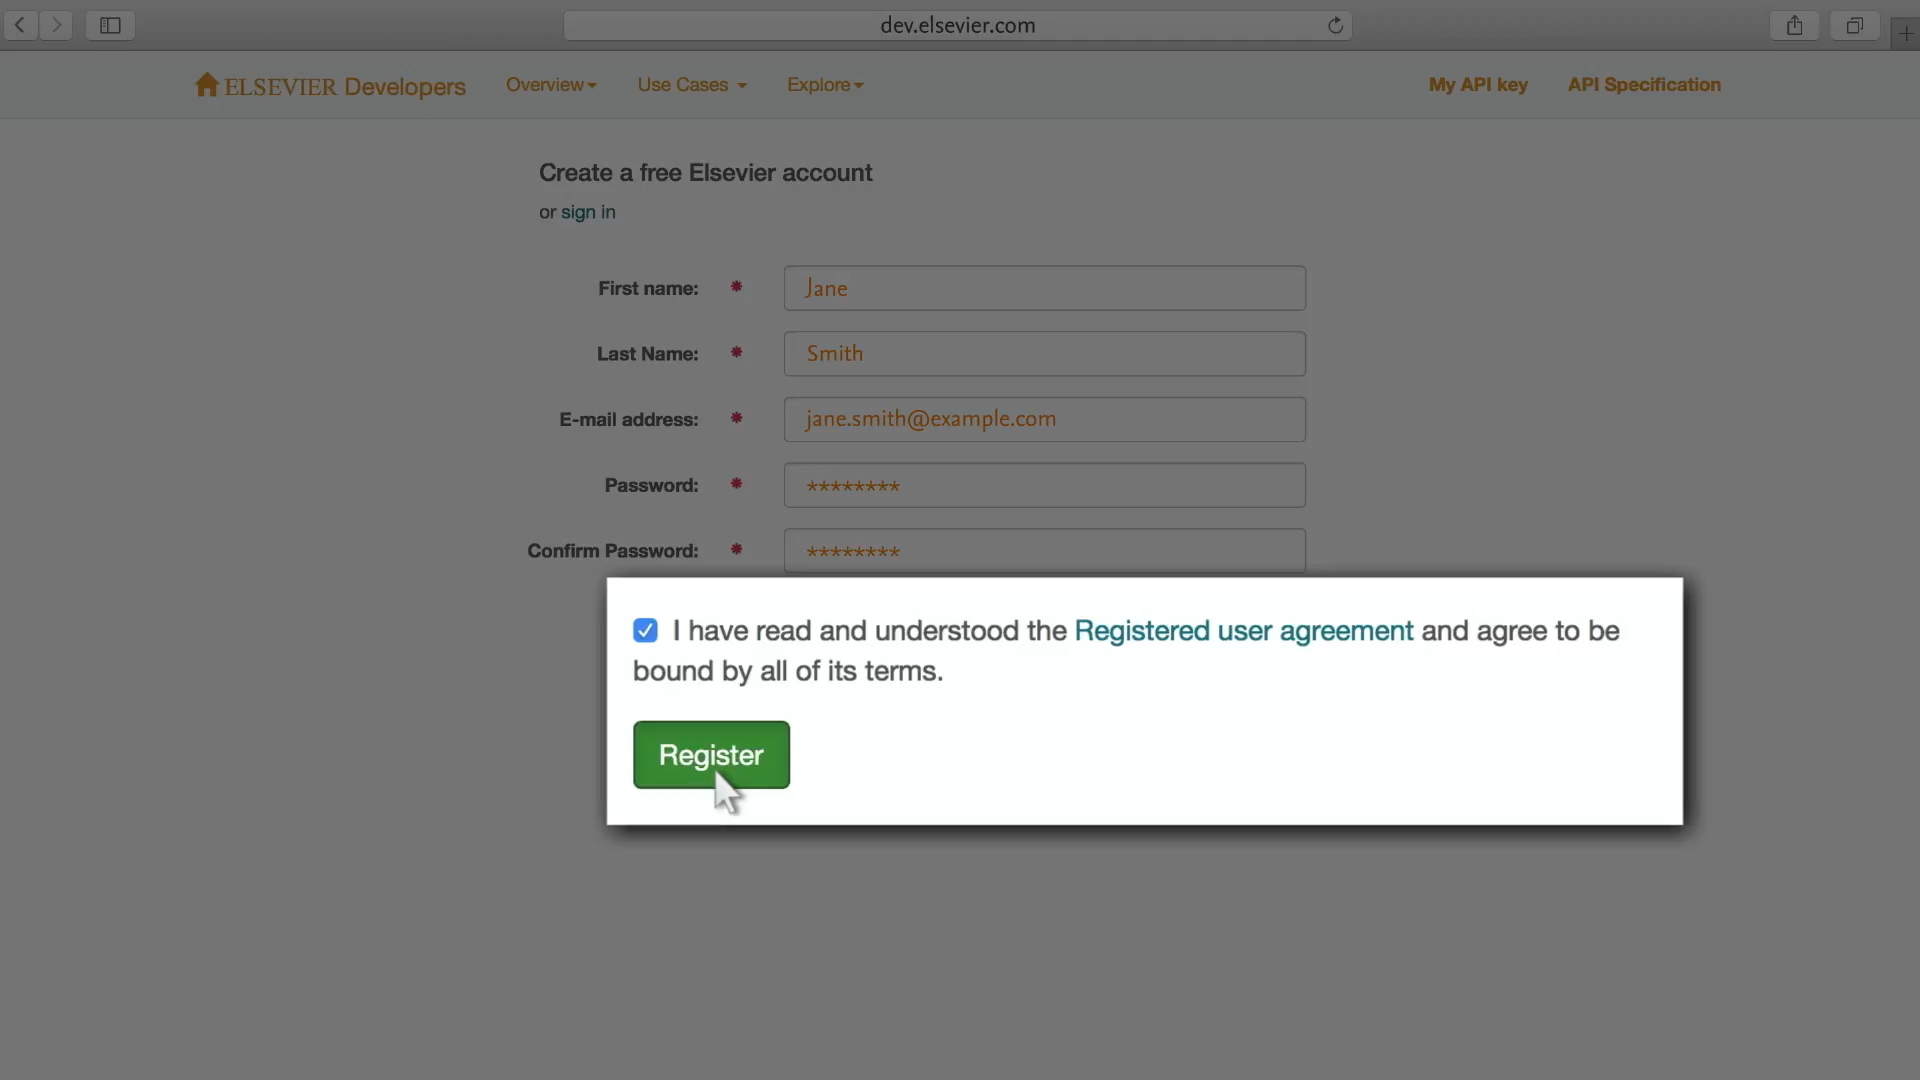 dev.elsevier.com
ELSEVIER Developers Overview Use Cases Explore My API key API Specification
Create a free Elsevier account
or sign in
First name: * Jane
Last Name: * Smith
E-mail address: * jane.smith@example.com
Password: * ********
Confirm Password: * ********
I have read and understood the Registered user agreement and agree to be
bound by all of its terms.
Register